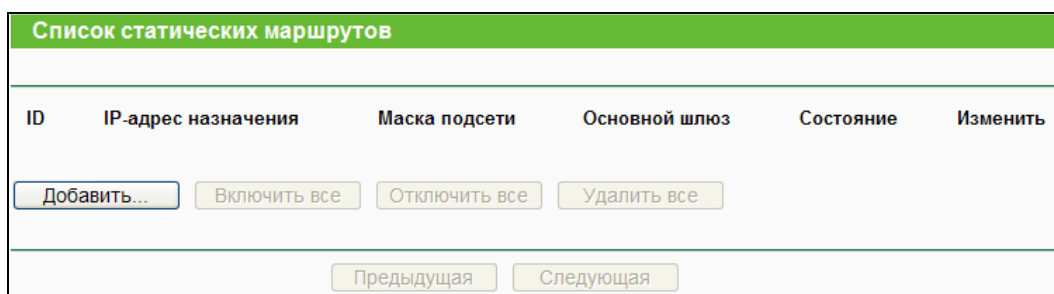 Список статических маршрутов
ID IP-адрес назначения Маска подсети Основной шлюз Состояние Изменить
Добавить... Включить все Отключить все Удалить все
Предыдущая Следующая